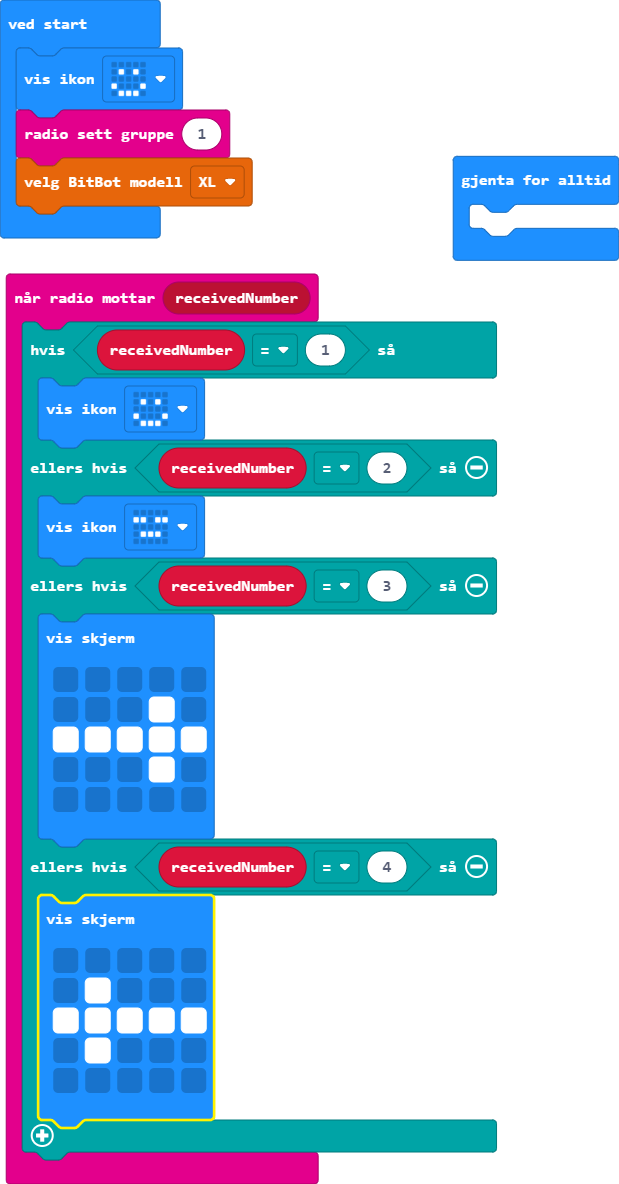 ved start
vis ikon
radio sett gruppe 1
velg BitBot modell XL
gjenta for alltid
når radio mottar receivedNumber
hvis receivedNumber = 1 så
vis ikon
ellers hvis receivedNumber = 2 så
vis ikon
ellers hvis receivedNumber = 3 så
vis skjerm
ellers hvis receivedNumber = 4 så
vis skjerm